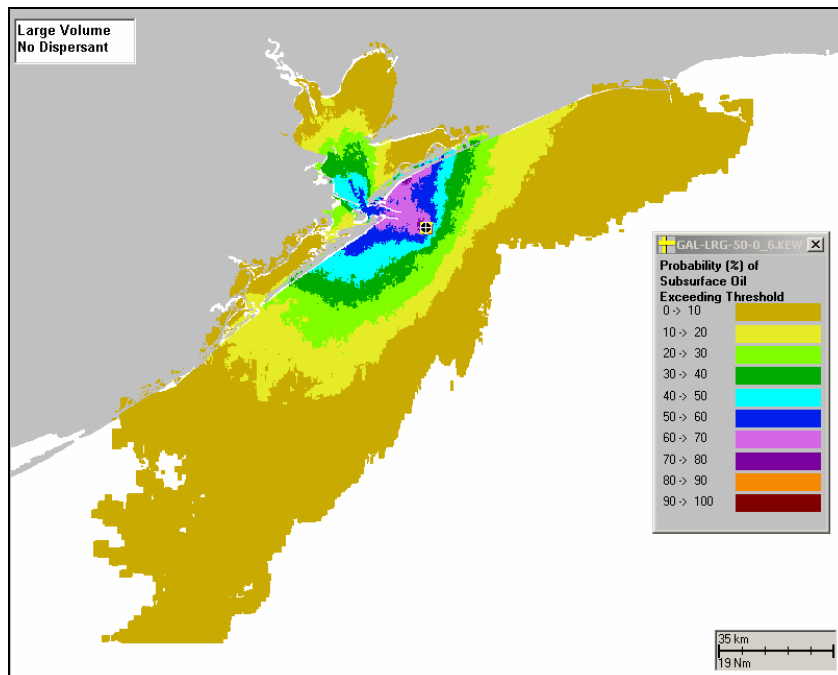 Large Volume
No Dispersant
GAL-LRG-50-0_6.KEW
Probability (%) of
Subsurface Oil
Exceeding Threshold
0 -> 10
10 -> 20
20 -> 30
30 -> 40
40 -> 50
50 -> 60
60 -> 70
70 -> 80
80 -> 90
90 -> 100
35 km
19 Nm